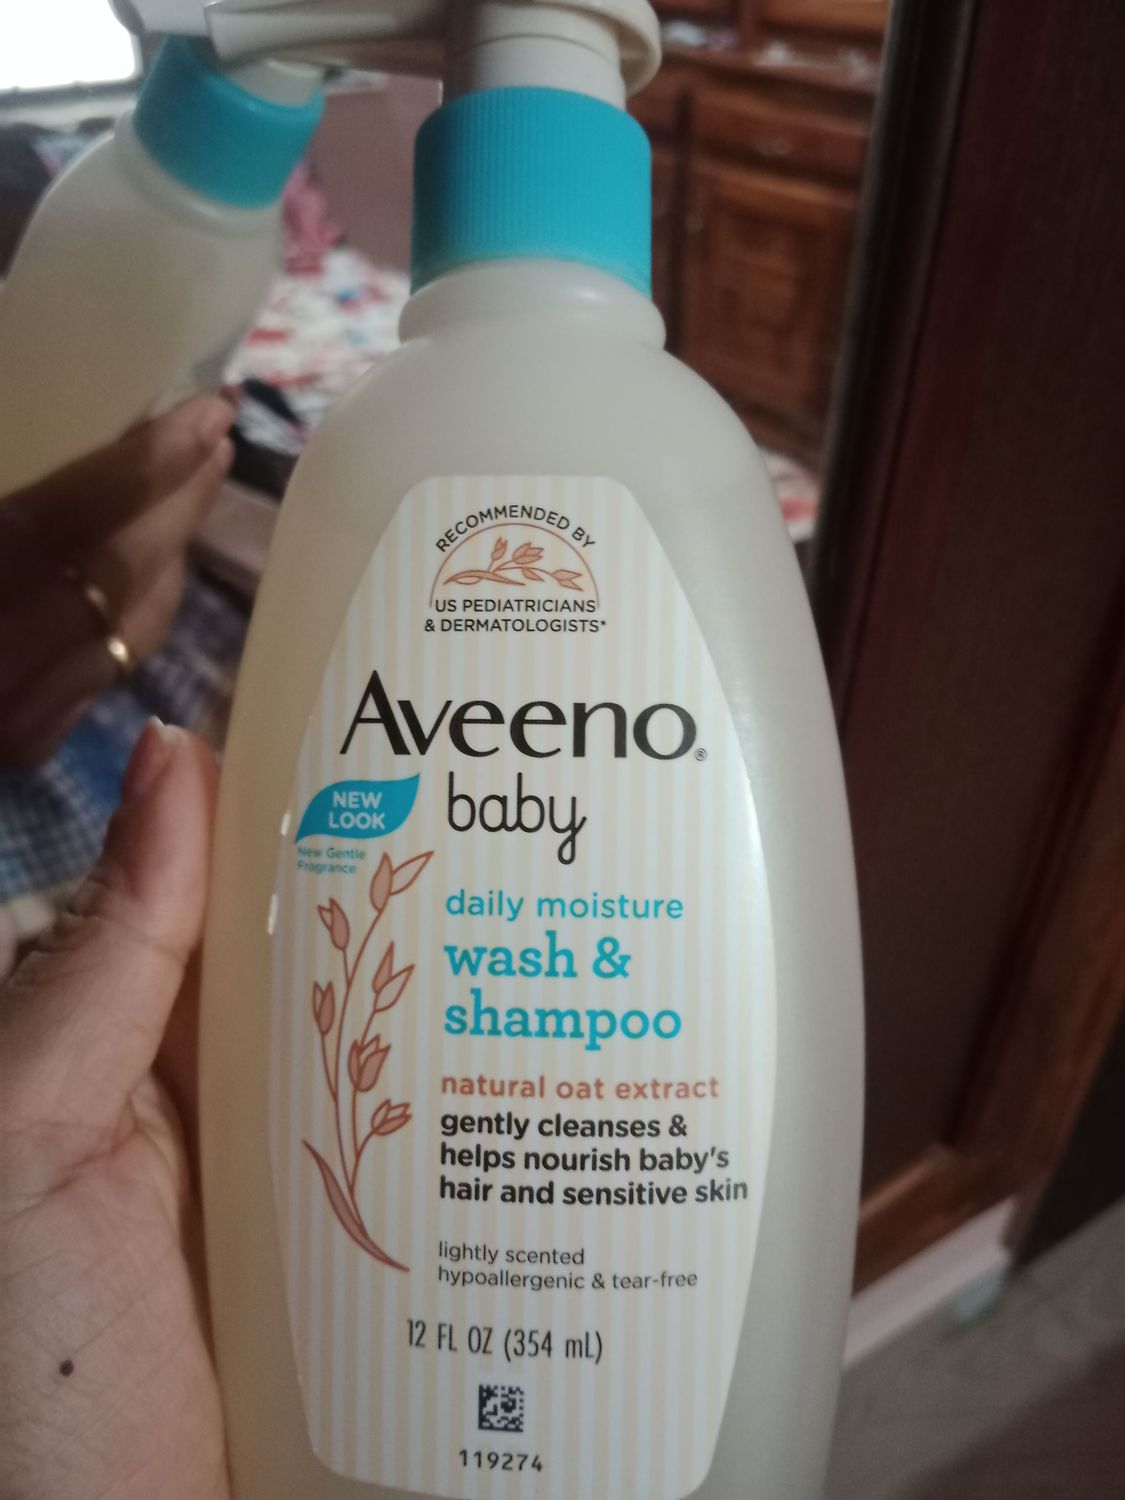 RECOMMENDED BY
US PEDIATRICIANS
& DERMATOLOGISTS*
Aveeno®
baby
NEW
LOOK
New Gentle
Fragrance
daily moisture
wash &
shampoo
natural oat extract
gently cleanses &
helps nourish baby's
hair and sensitive skin
lightly scented
hypoallergenic & tear-free
12 FL OZ (354 mL)
119274